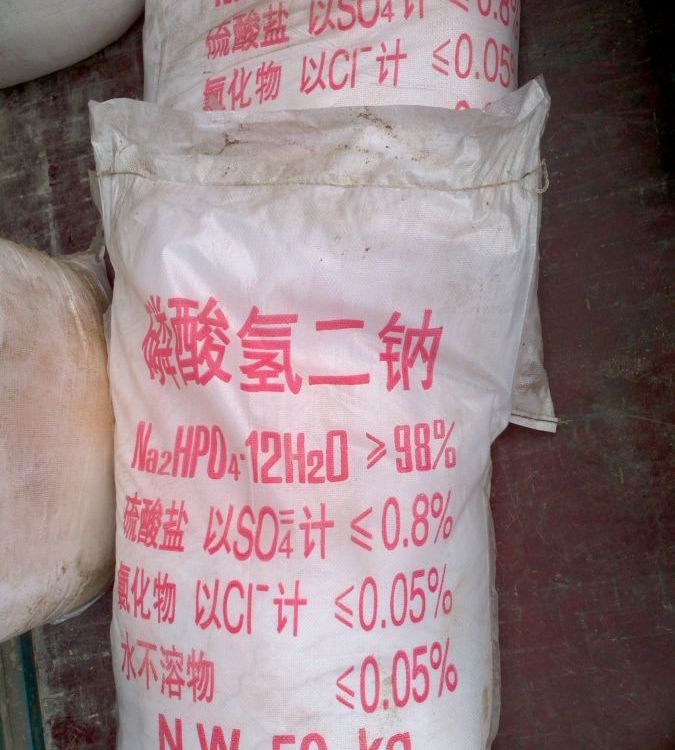 硫酸盐 以SO₄计 ≤0.8%
氯化物 以Cl⁻计 ≤0.05
磷酸氢二钠
Na₂HPO₄·12H₂O ≥98%
硫酸盐 以SO₄⁼计 ≤0.8%
氯化物 以Cl⁻计 ≤0.05%
水不溶物 ≤0.05%
N.W. 50 kg